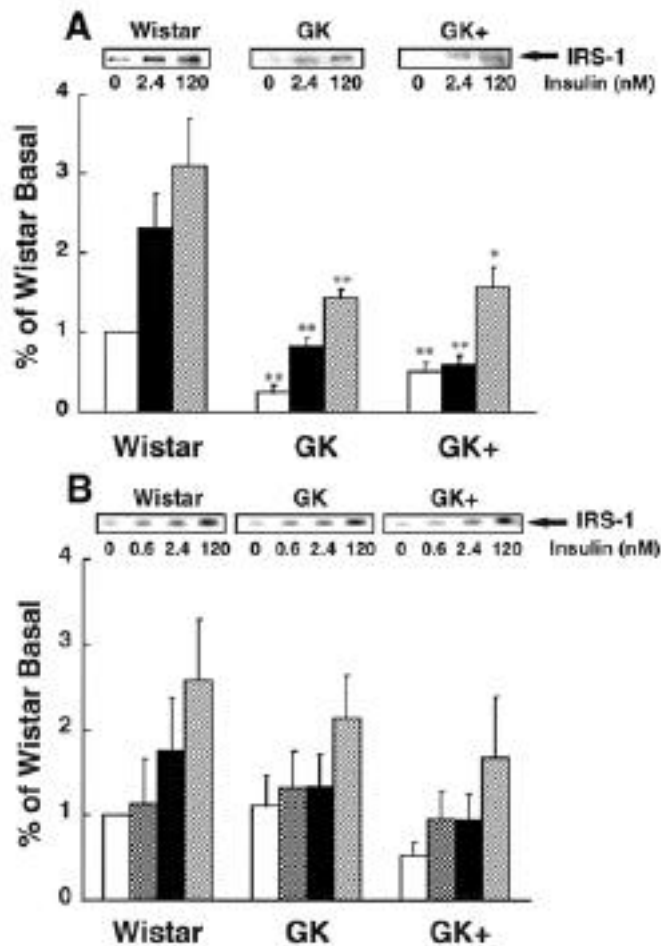 A
Wistar GK GK+
IRS-1
0 2.4 120 0 2.4 120 0 2.4 120 Insulin (nM)
% of Wistar Basal
4
3
2
1
0
** ** ** ** ** *
Wistar GK GK+
B
Wistar GK GK+
IRS-1
0 0.6 2.4 120 0 0.6 2.4 120 0 0.6 2.4 120 Insulin (nM)
% of Wistar Basal
4
3
2
1
0
Wistar GK GK+